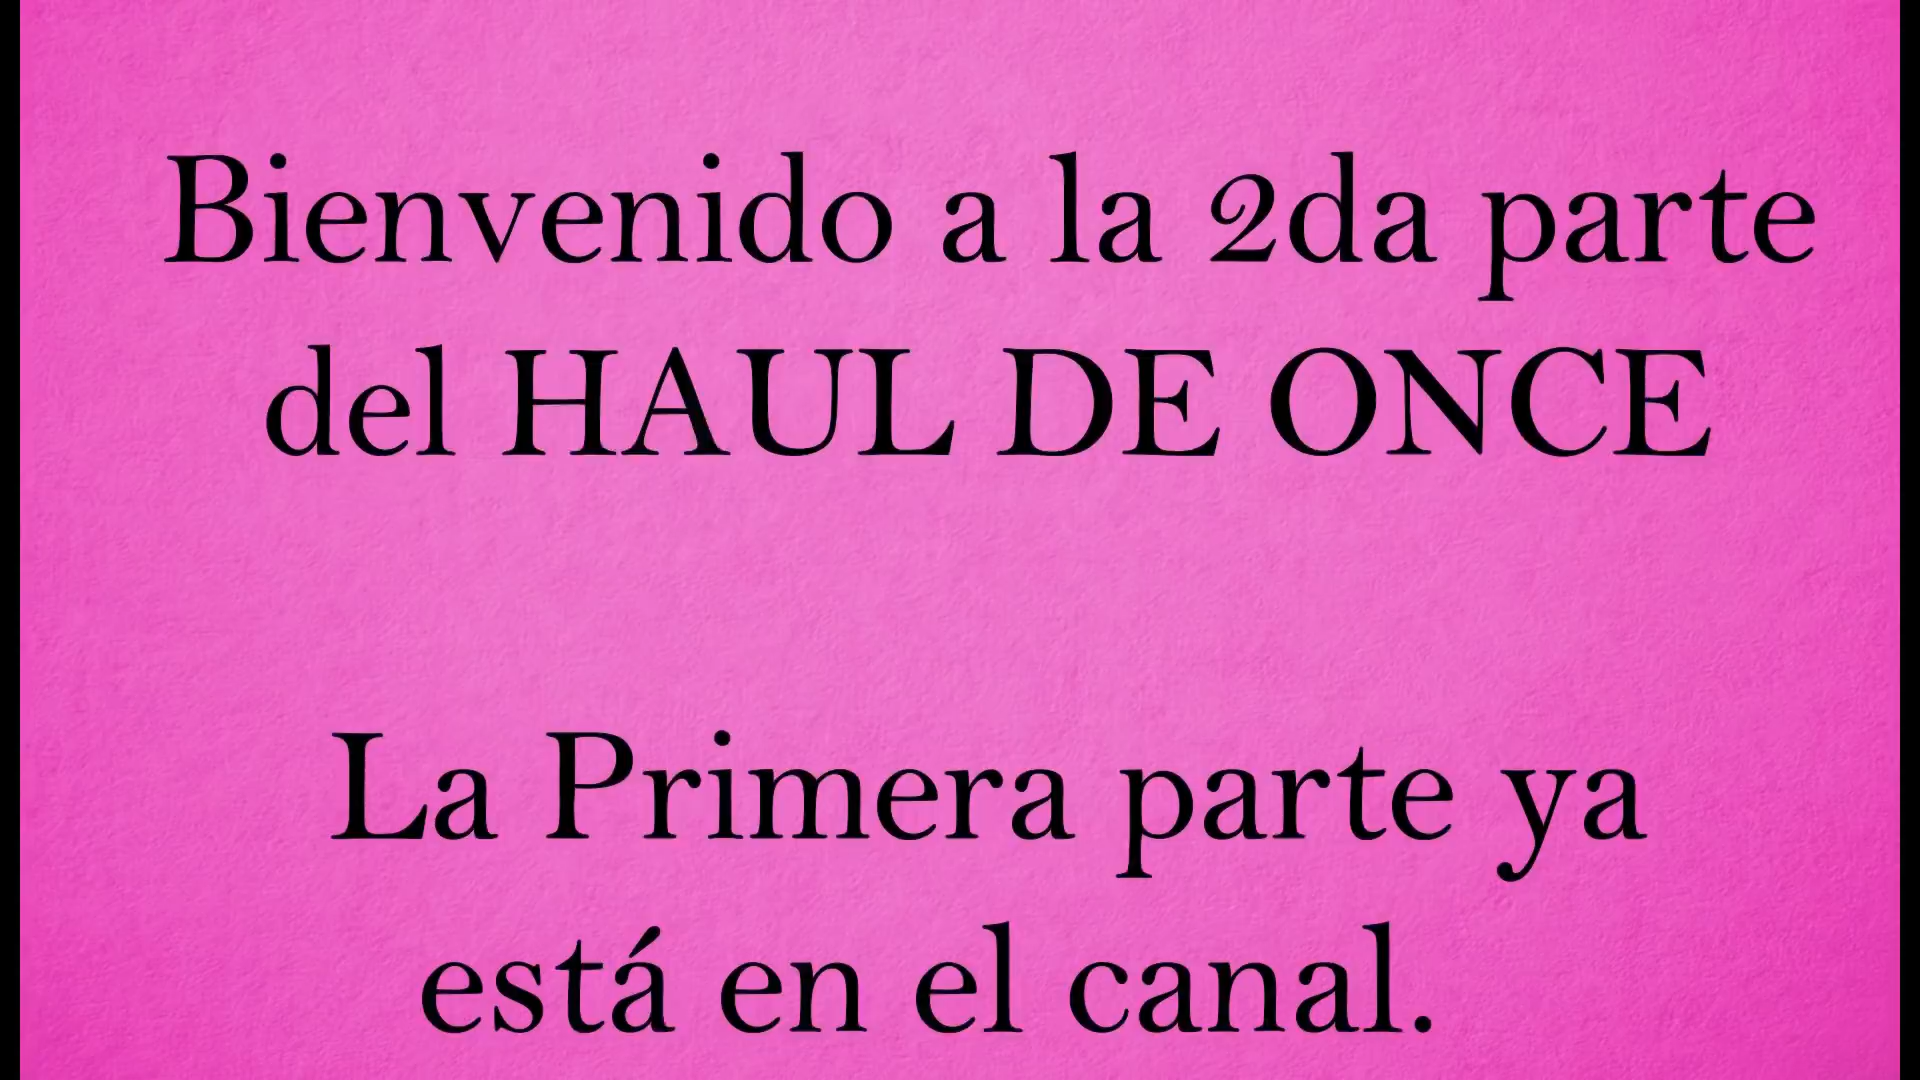 Bienvenido a la 2da parte
del HAUL DE ONCE
La Primera parte ya
está en el canal.